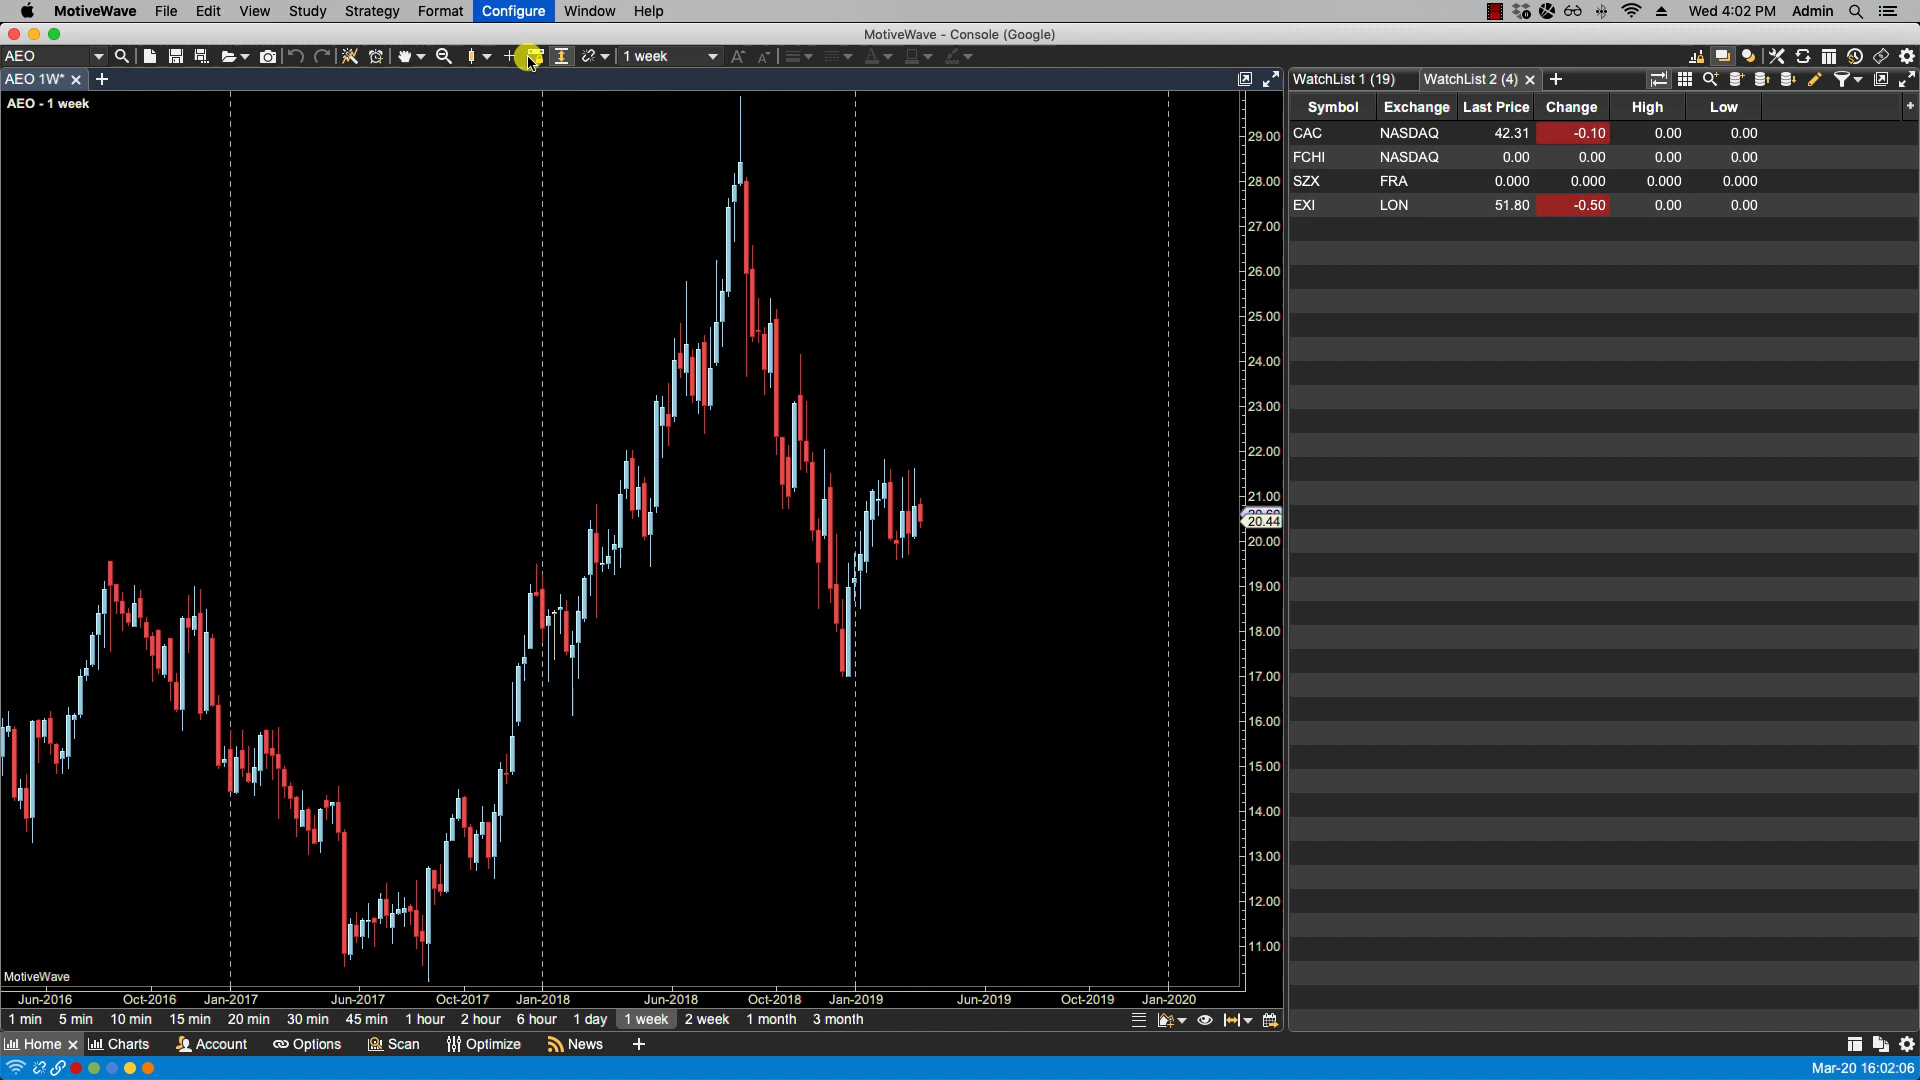 MotiveWave File Edit View Study Strategy Format Configure Window Help Wed 4:02 PM Admin
MotiveWave - Console (Google)
AEO 1 week
AEO 1W* WatchList 1 (19) WatchList 2 (4)
AEO - 1 week
Symbol Exchange Last Price Change High Low
CAC NASDAQ 42.31 -0.10 0.00 0.00
FCHI NASDAQ 0.00 0.00 0.00 0.00
SZX FRA 0.000 0.000 0.000 0.000
EXI LON 51.80 -0.50 0.00 0.00
29.00
28.00
27.00
26.00
25.00
24.00
23.00
22.00
21.00
20.44
20.00
19.00
18.00
17.00
16.00
15.00
14.00
13.00
12.00
11.00
MotiveWave
Jun-2016 Oct-2016 Jan-2017 Jun-2017 Oct-2017 Jan-2018 Jun-2018 Oct-2018 Jan-2019 Jun-2019 Oct-2019 Jan-2020
1 min 5 min 10 min 15 min 20 min 30 min 45 min 1 hour 2 hour 6 hour 1 day 1 week 2 week 1 month 3 month
Home Charts Account Options Scan Optimize News
Mar-20 16:02:06